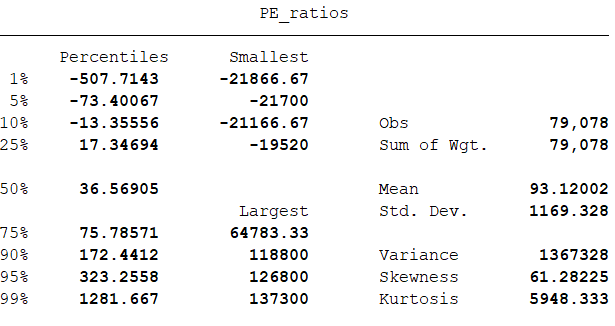 PE_ratios
Percentiles Smallest
1% -507.7143 -21866.67
5% -73.40067 -21700
10% -13.35556 -21166.67 Obs 79,078
25% 17.34694 -19520 Sum of Wgt. 79,078
50% 36.56905 Mean 93.12002
Largest Std. Dev. 1169.328
75% 75.78571 64783.33
90% 172.4412 118800 Variance 1367328
95% 323.2558 126800 Skewness 61.28225
99% 1281.667 137300 Kurtosis 5948.333